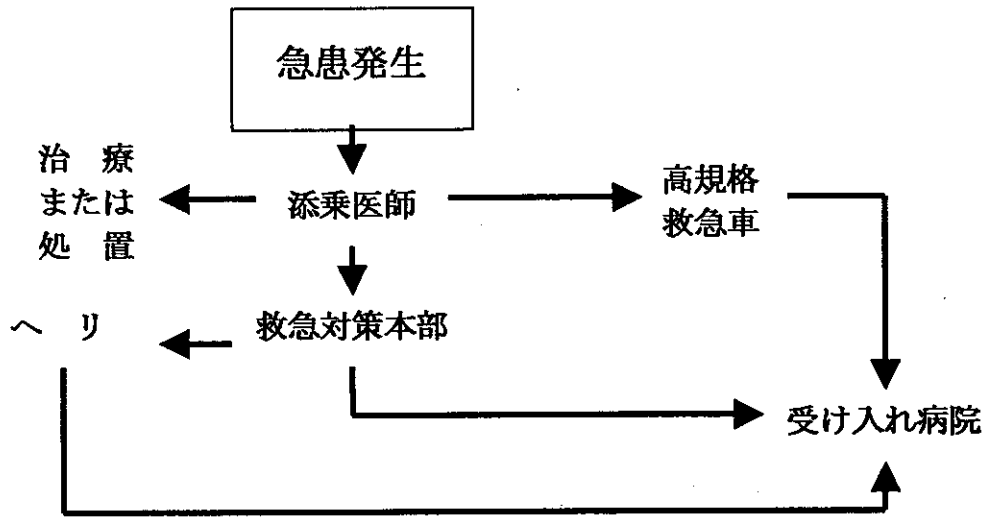 急患発生
治　療
または
処　置
添乗医師
高規格
救急車
ヘ　リ
救急対策本部
受け入れ病院